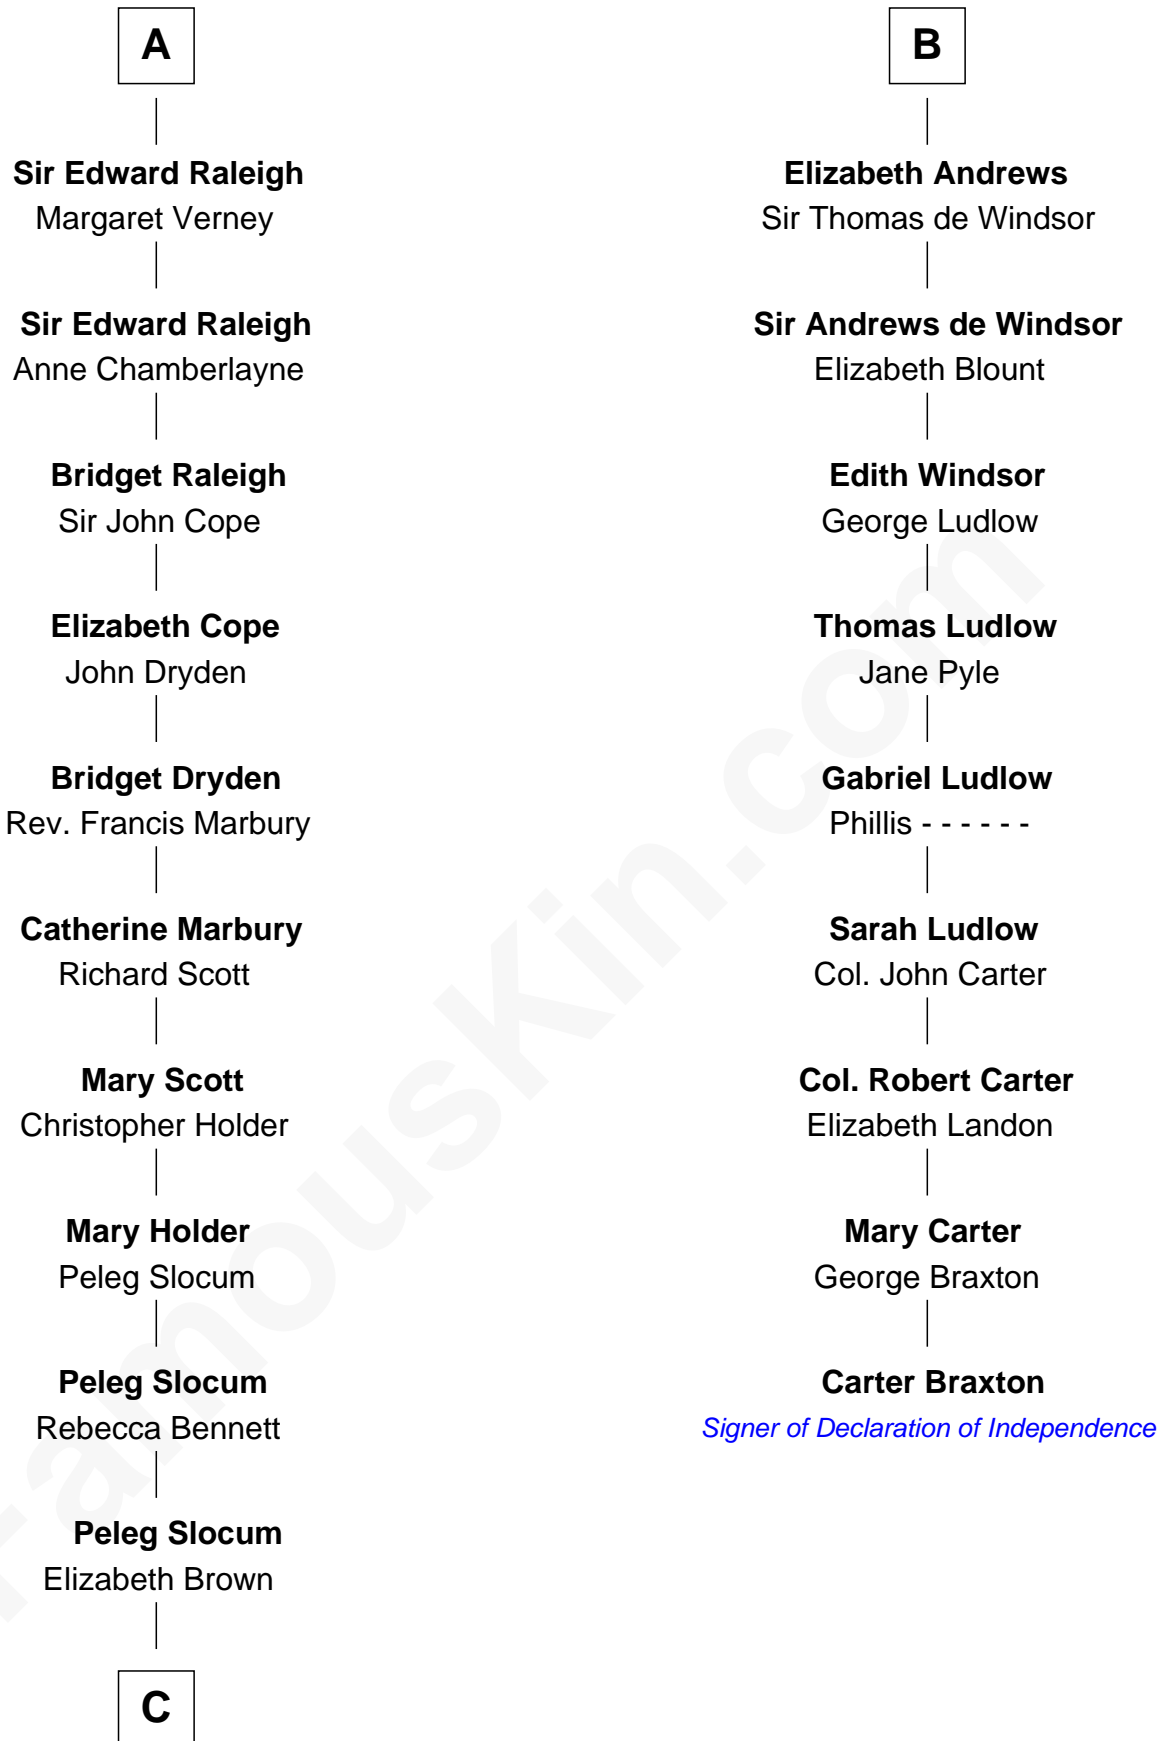 A
Sir Edward Raleigh
Margaret Verney
Sir Edward Raleigh
Anne Chamberlayne
Bridget Raleigh
Sir John Cope
Elizabeth Cope
John Dryden
Bridget Dryden
Rev. Francis Marbury
Catherine Marbury
Richard Scott
Mary Scott
Christopher Holder
Mary Holder
Peleg Slocum
Peleg Slocum
Rebecca Bennett
Peleg Slocum
Elizabeth Brown
C
B
Elizabeth Andrews
Sir Thomas de Windsor
Sir Andrews de Windsor
Elizabeth Blount
Edith Windsor
George Ludlow
Thomas Ludlow
Jane Pyle
Gabriel Ludlow
Phillis - - - - - -
Sarah Ludlow
Col. John Carter
Col. Robert Carter
Elizabeth Landon
Mary Carter
George Braxton
Carter Braxton
Signer of Declaration of Independence
FamousKin.com